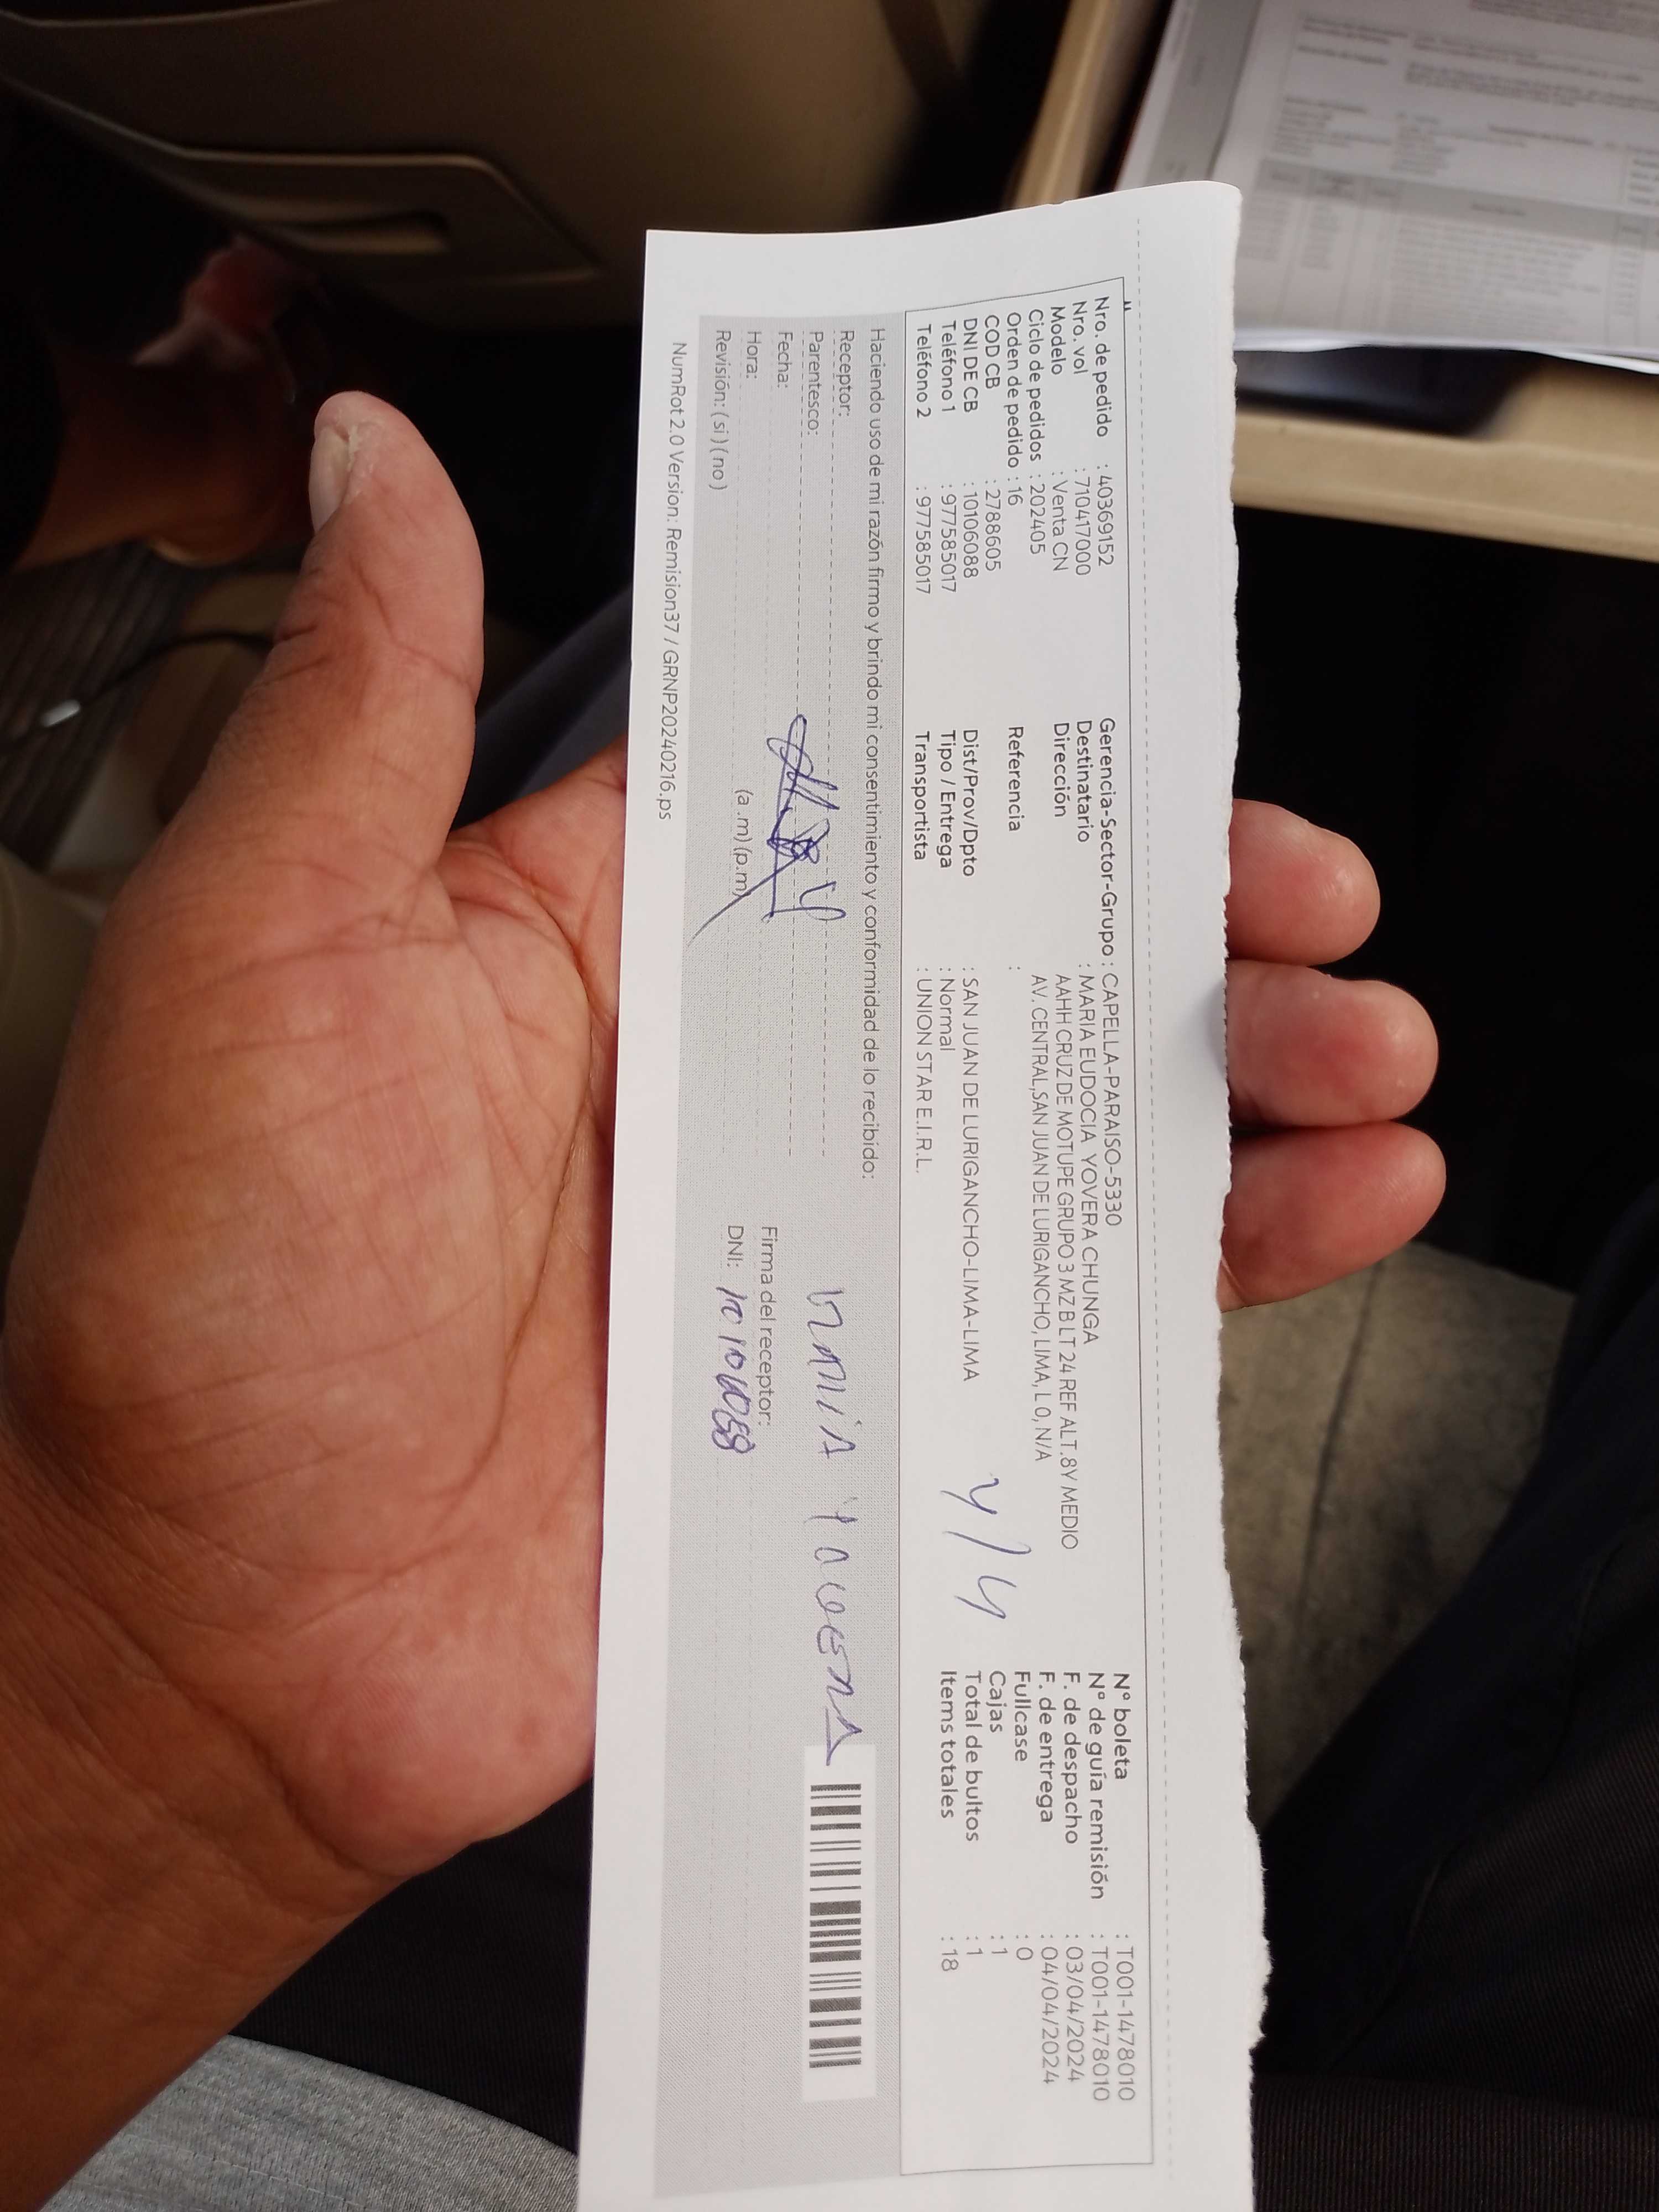 Nro. de pedido : 40369152
Nro. vol : 710417000
Modelo : Venta CN
Ciclo de pedidos : 202405
Orden de pedido : 16
COD CB : 2788605
DNI DE CB : 10106088
Teléfono 1 : 977585017
Teléfono 2 : 977585017
Gerencia-Sector-Grupo : CAPELLA-PARAISO-5330
Destinatario : MARIA EUDOCIA YOVERA CHUNGA
Dirección AAHH CRUZ DE MOTUPE GRUPO 3 MZ B LT 24 REF ALT.8Y MEDIO
AV. CENTRAL,SAN JUAN DE LURIGANCHO, LIMA, L 0, N/A
Referencia :
Dist/Prov/Dpto : SAN JUAN DE LURIGANCHO-LIMA-LIMA
Tipo / Entrega : Normal
Transportista : UNION STAR E.I.R.L.
4/4
N° boleta : T001-1478010
N° de guía remisión : T001-1478010
F. de despacho : 03/04/2024
F. de entrega : 04/04/2024
Fullcase : 0
Cajas : 1
Total de bultos : 1
Items totales : 18
Haciendo uso de mi razón firmo y brindo mi consentimiento y conformidad de lo recibido:
Receptor:
Parentesco:
Fecha:
Hora: (a .m) (p.m)
Revisión: ( si ) ( no )
MARIA YOVERA
Firma del receptor:
DNI: 10106088
NumRot 2.0 Version: Remision37 / GRNP20240216.ps